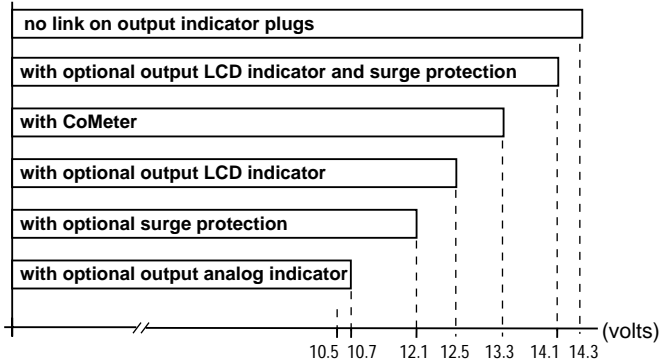 no link on output indicator plugs
with optional output LCD indicator and surge protection
with CoMeter
with optional output LCD indicator
with optional surge protection
with optional output analog indicator
(volts)
10.5 10.7 12.1 12.5 13.3 14.1 14.3